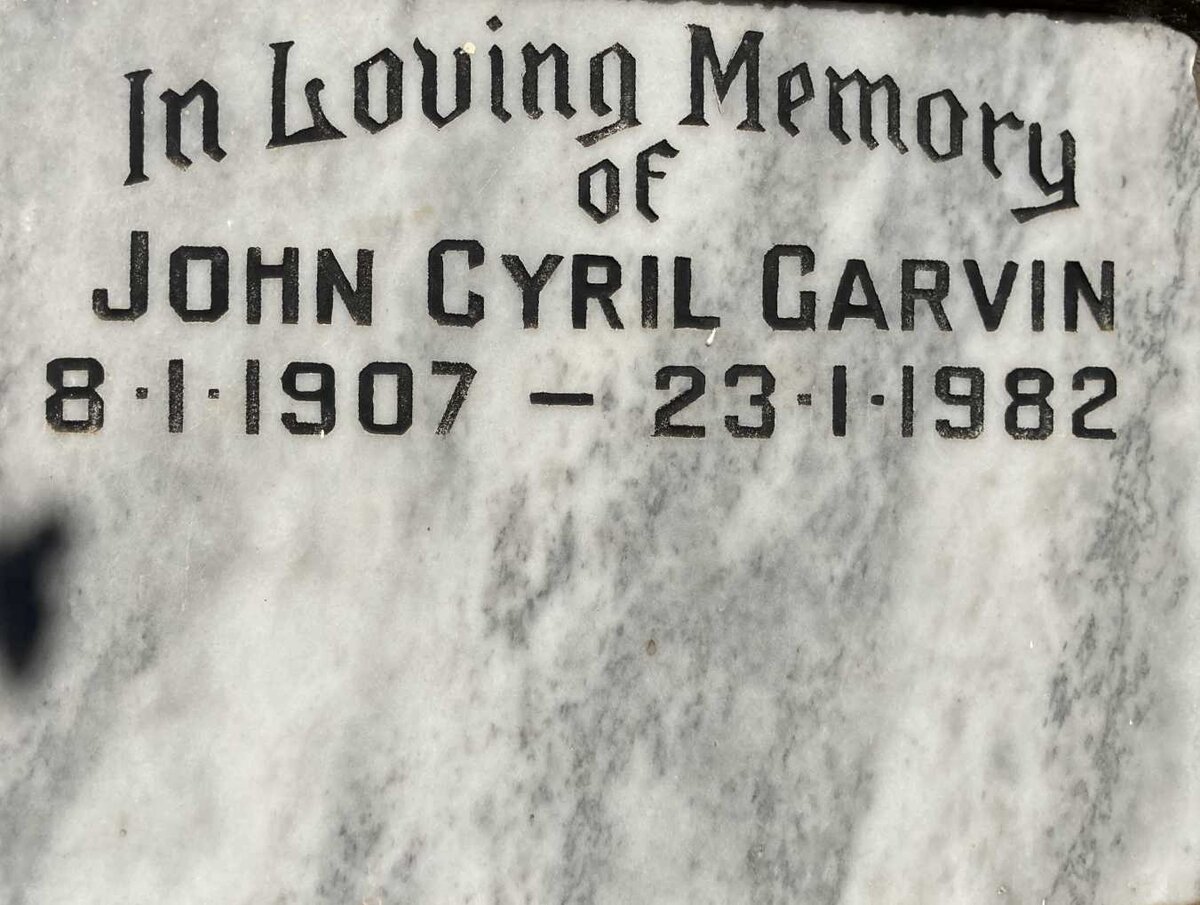 In Loving Memory
of
JOHN CYRIL GARVIN
8·1·1907 — 23·1·1982